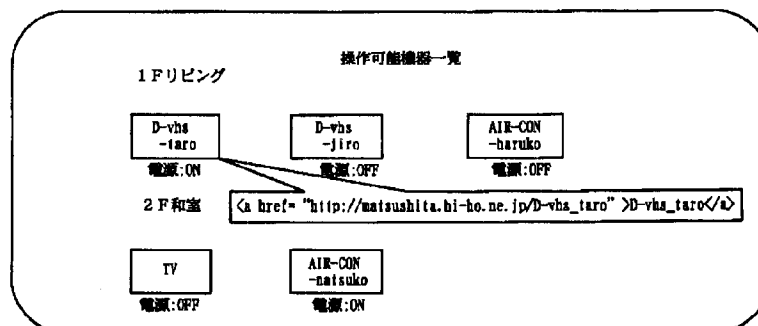 操作可能機器一覧
1Fリビング
D-vhs
-taro
D-vhs
-jiro
AIR-CON
-haruko
電源:ON
電源:OFF
電源:OFF
2F和室
<a href= "http://matsushita.hi-ho.ne.jp/D-vhs_taro" >D-vhs_taro</a>
TV
AIR-CON
-natsuko
電源:OFF
電源:ON